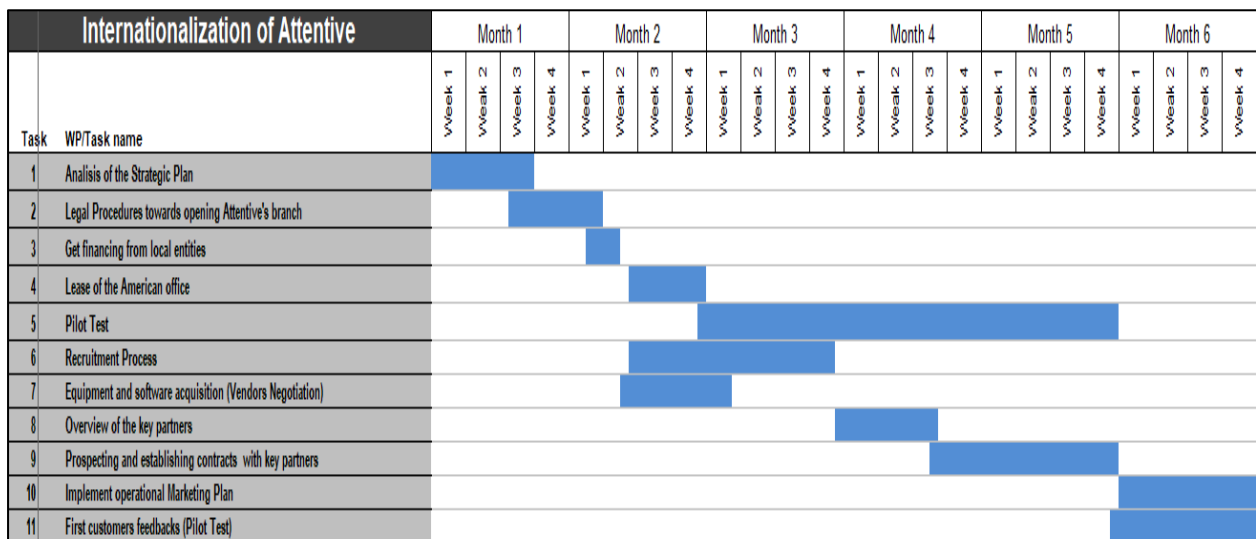 Internationalization of Attentive
Month 1 Month 2 Month 3 Month 4 Month 5 Month 6
Task WP/Task name Week 1 Weak 2 Week 3 Week 4 Week 1 Weak 2 Week 3 Week 4 Week 1 Weak 2 Week 3 Week 4 Week 1 Weak 2 Week 3 Week 4 Week 1 Weak 2 Week 3 Week 4 Week 1 Weak 2 Week 3 Week 4
1 Analisis of the Strategic Plan
2 Legal Procedures towards opening Attentive's branch
3 Get financing from local entities
4 Lease of the American office
5 Pilot Test
6 Recruitment Process
7 Equipment and software acquisition (Vendors Negotiation)
8 Overview of the key partners
9 Prospecting and establishing contracts with key partners
10 Implement operational Marketing Plan
11 First customers feedbacks (Pilot Test)